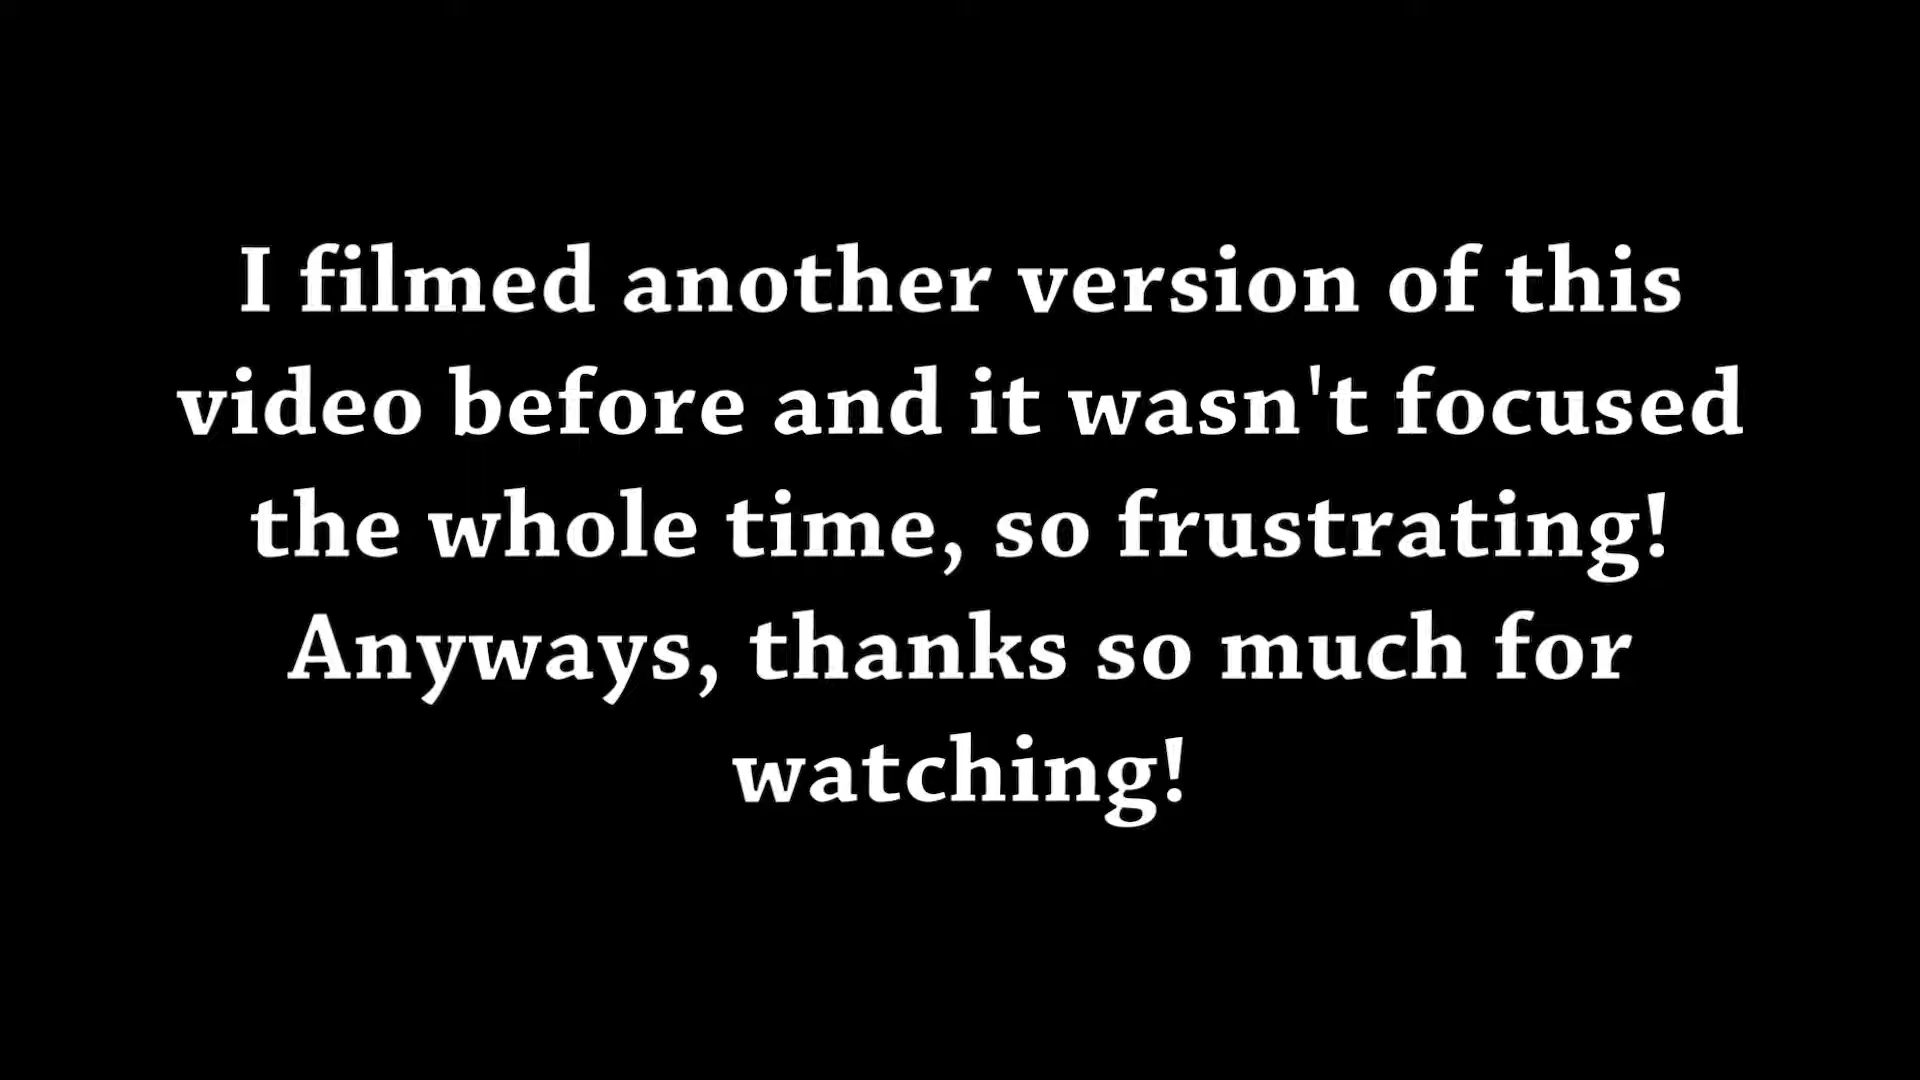 I filmed another version of this
video before and it wasn't focused
the whole time, so frustrating!
Anyways, thanks so much for
watching!